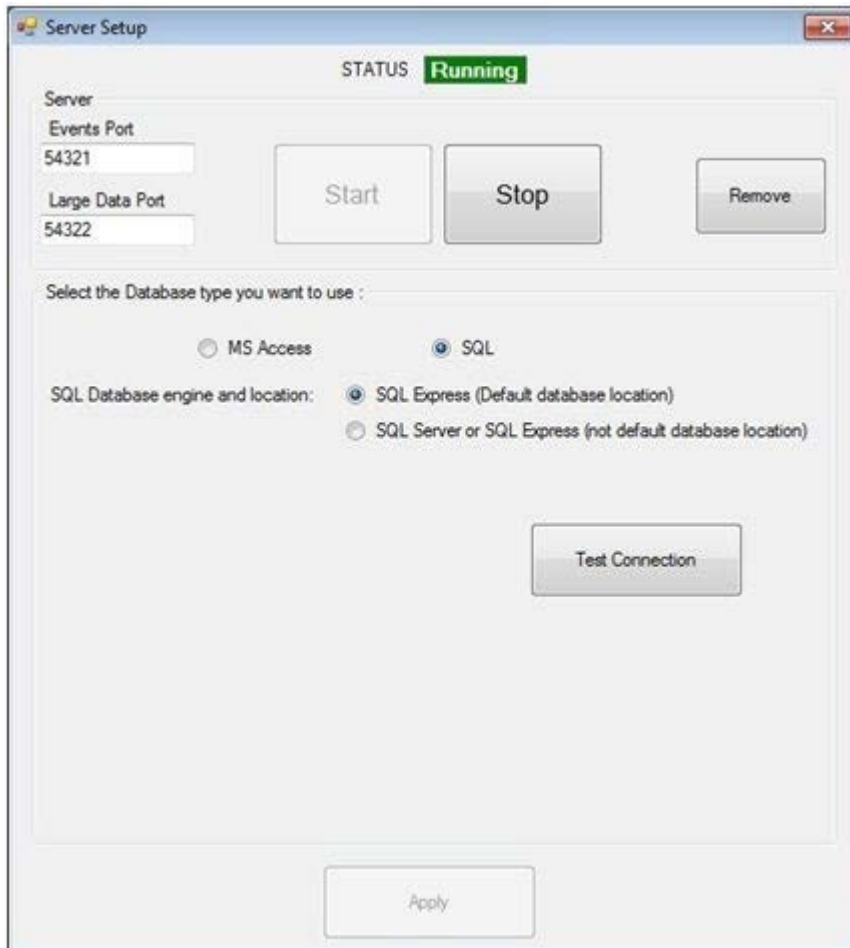 Server Setup
STATUS Running
Server
Events Port
54321
Large Data Port
54322
Start
Stop
Remove
Select the Database type you want to use :
MS Access
SQL
SQL Database engine and location:
SQL Express (Default database location)
SQL Server or SQL Express (not default database location)
Test Connection
Apply